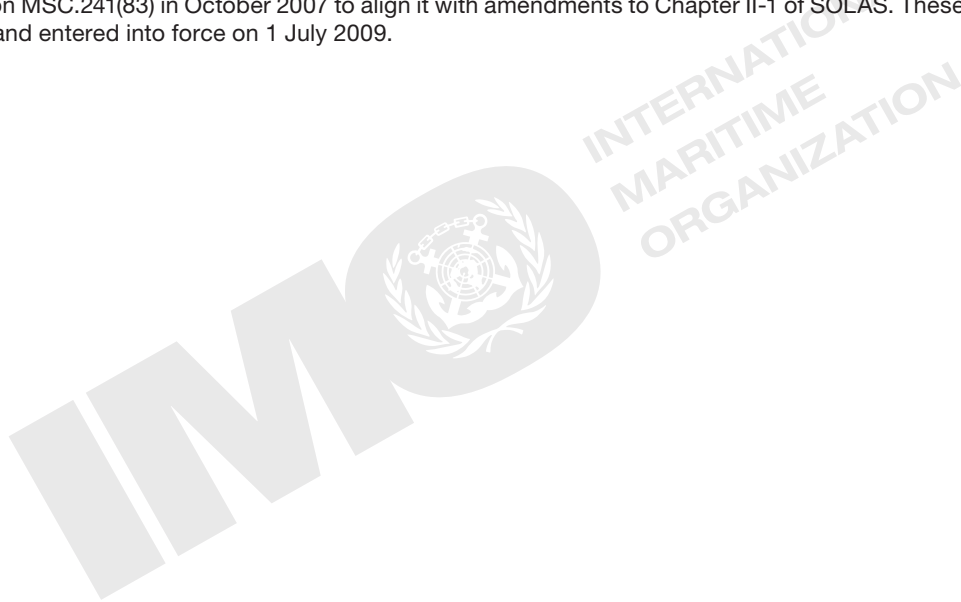 on MSC.241(83) in October 2007 to align it with amendments to Chapter II-1 of SOLAS. These
and entered into force on 1 July 2009.
INTERNATIO
MARITIME
ORGANIZATION
IMO